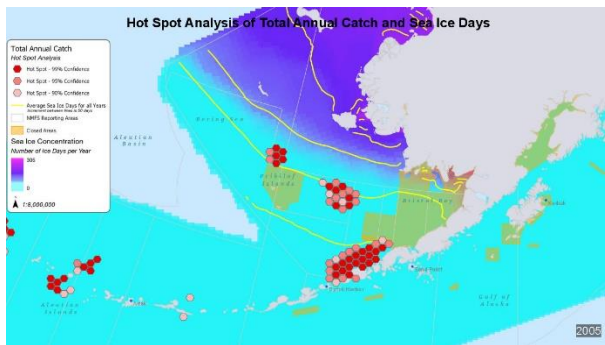 Hot Spot Analysis of Total Annual Catch and Sea Ice Days
Total Annual Catch
Hot Spot Analysis
Hot Spot - 99% Confidence
Hot Spot - 95% Confidence
Hot Spot - 90% Confidence
Average Sea Ice Days for all Years
NMFS Reporting Areas
Closed Areas
Sea Ice Concentration
Number of Ice Days per Year
0
1:8,000,000
Aleutian
Basin
Bering Sea
Pribilof
Islands
Bristol Bay
Kodiak
Sand Point
Dutch Harbor
Aleutian
Islands
Gulf of
Alaska
2005